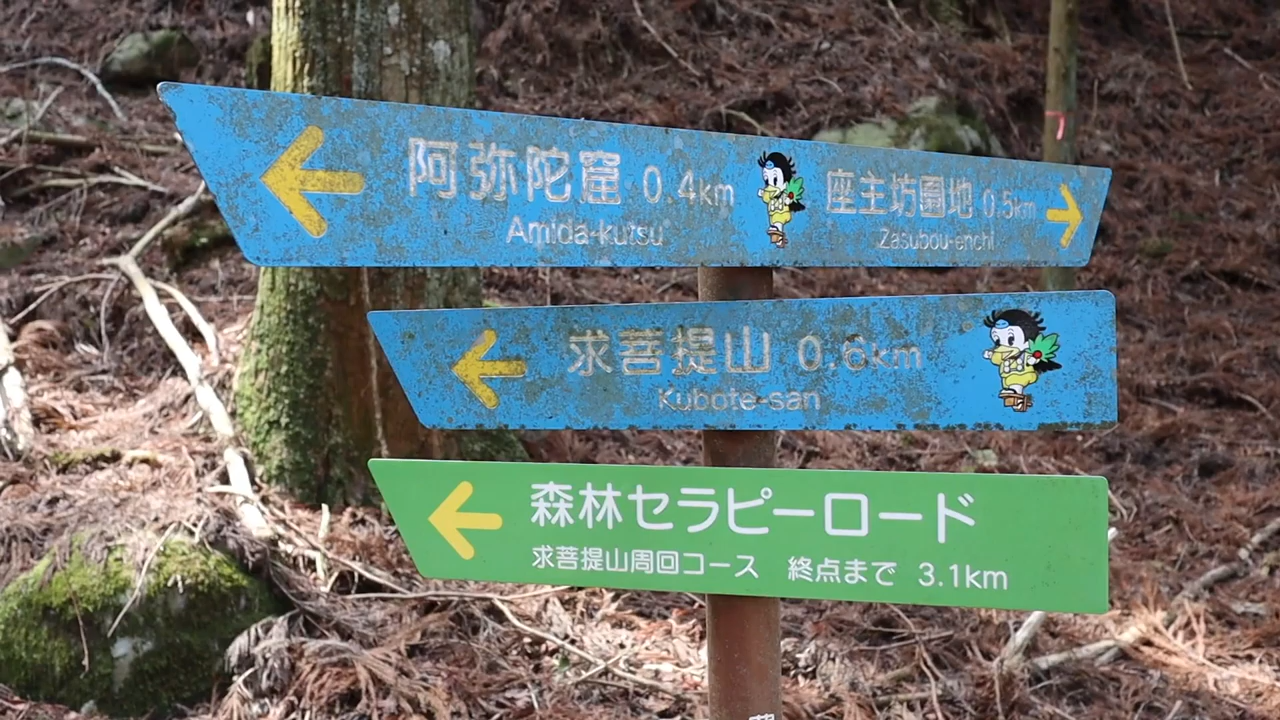 阿弥陀窟 0.4km
Amida-kutsu
座主坊園地 0.5km
Zasubou-enchi
求菩提山 0.6km
Kubote-san
森林セラピーロード
求菩提山周回コース 終点まで 3.1km